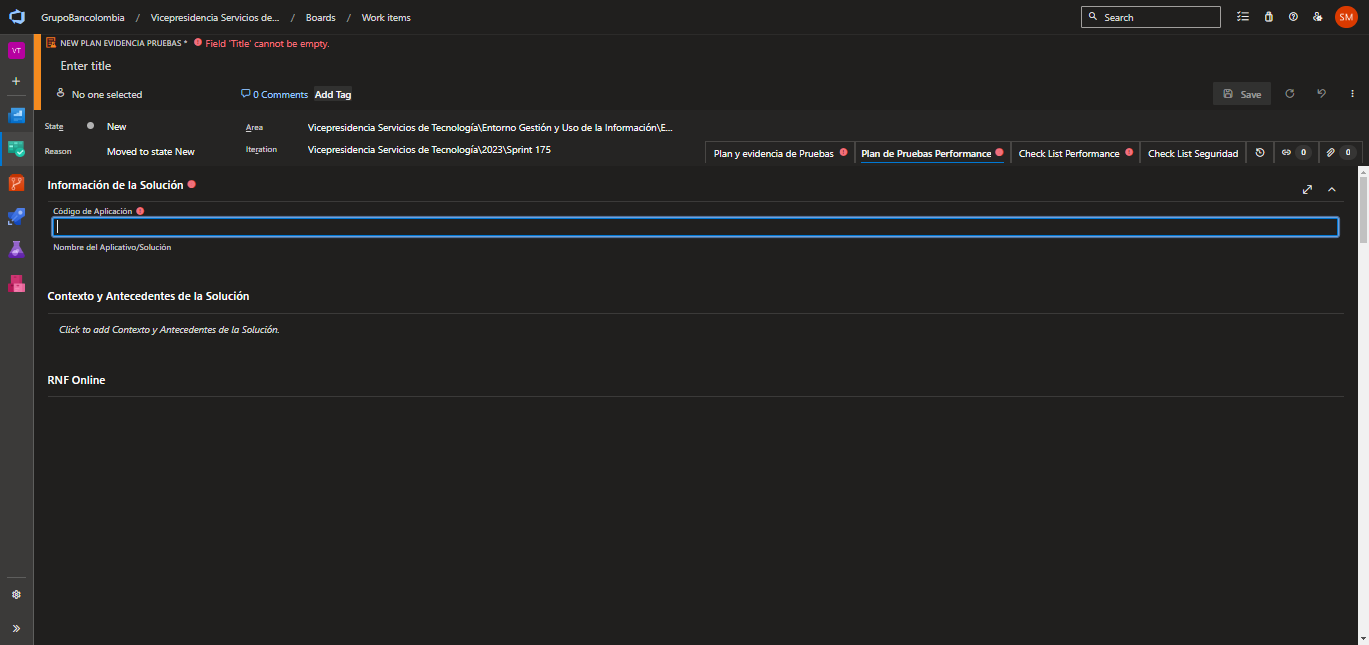 GrupoBancolombia / Vicepresidencia Servicios de... / Boards / Work items
Search
SM
VT
NEW PLAN EVIDENCIA PRUEBAS * Field 'Title' cannot be empty.
Enter title
No one selected
0 Comments Add Tag
Save
State New
Area Vicepresidencia Servicios de Tecnología\Entorno Gestión y Uso de la Información\E...
Reason Moved to state New
Iteration Vicepresidencia Servicios de Tecnología\2023\Sprint 175
Plan y evidencia de Pruebas Plan de Pruebas Performance Check List Performance Check List Seguridad 0 0
Información de la Solución
Código de Aplicación
Nombre del Aplicativo/Solución
Contexto y Antecedentes de la Solución
Click to add Contexto y Antecedentes de la Solución.
RNF Online